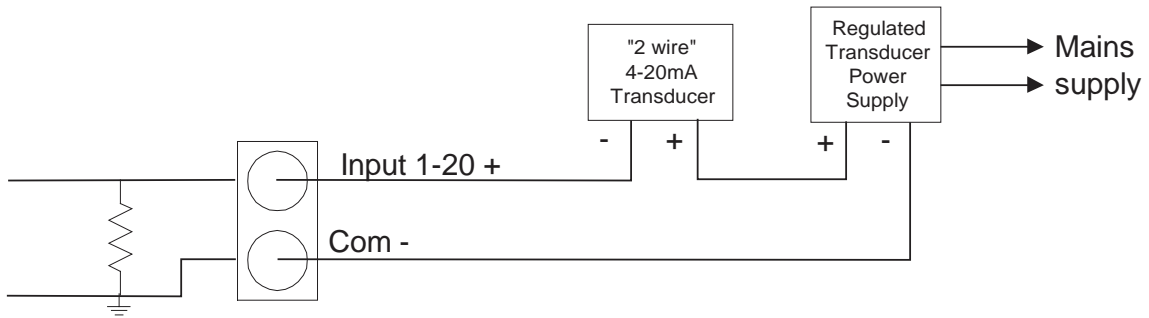 "2 wire"
4-20mA
Transducer
Regulated
Transducer
Power
Supply
Mains
supply
- +
+ -
Input 1-20 +
Com -